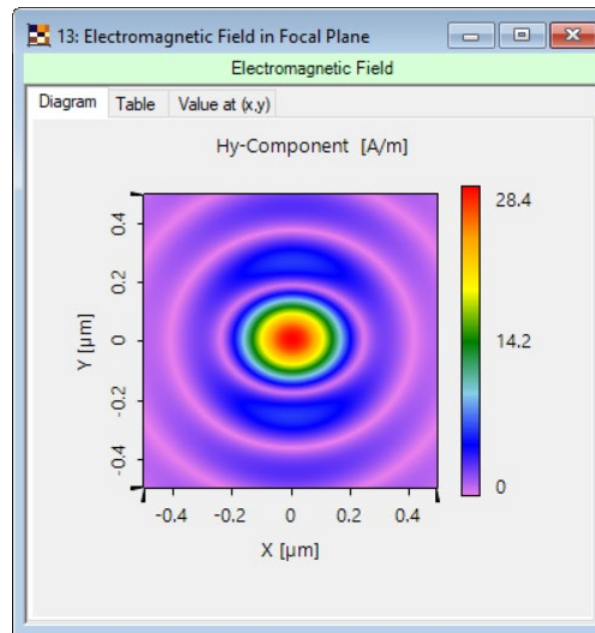 13: Electromagnetic Field in Focal Plane
Electromagnetic Field
Diagram Table Value at (x,y)
Hy-Component [A/m]
28.4
14.2
0
Y [µm]
0.4
0.2
0
-0.2
-0.4
-0.4 -0.2 0 0.2 0.4
X [µm]